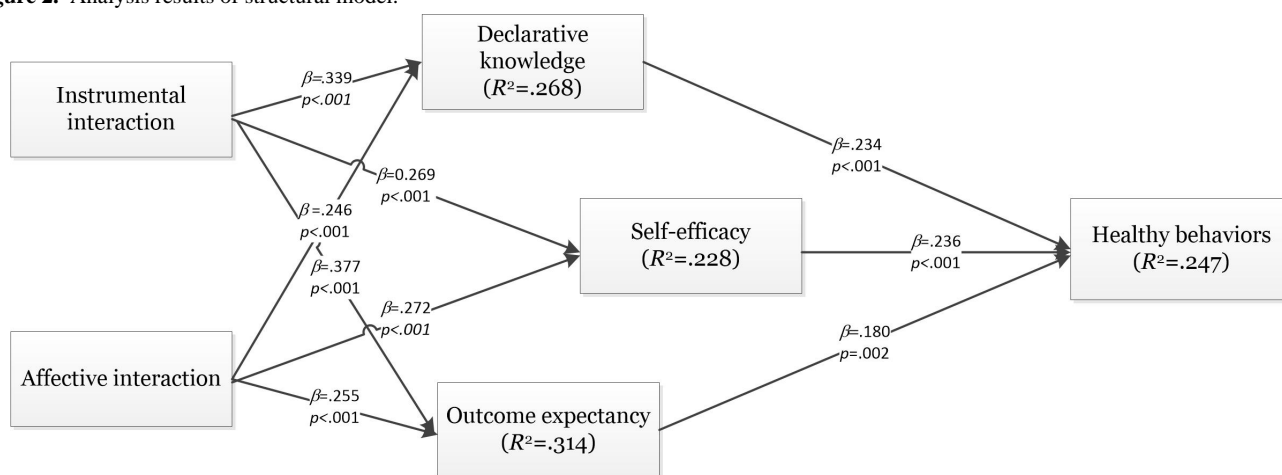 Figure 2. Analysis results of structural model.
Instrumental
interaction
β=.339
p<.001
Declarative
knowledge
(R²=.268)
β=0.269
p<.001
β=.234
p<.001
β=.246
p<.001
β=.377
p<.001
Self-efficacy
(R²=.228)
β=.236
p<.001
Healthy behaviors
(R²=.247)
β=.272
p<.001
β=.180
p=.002
Affective interaction
β=.255
p<.001
Outcome expectancy
(R²=.314)